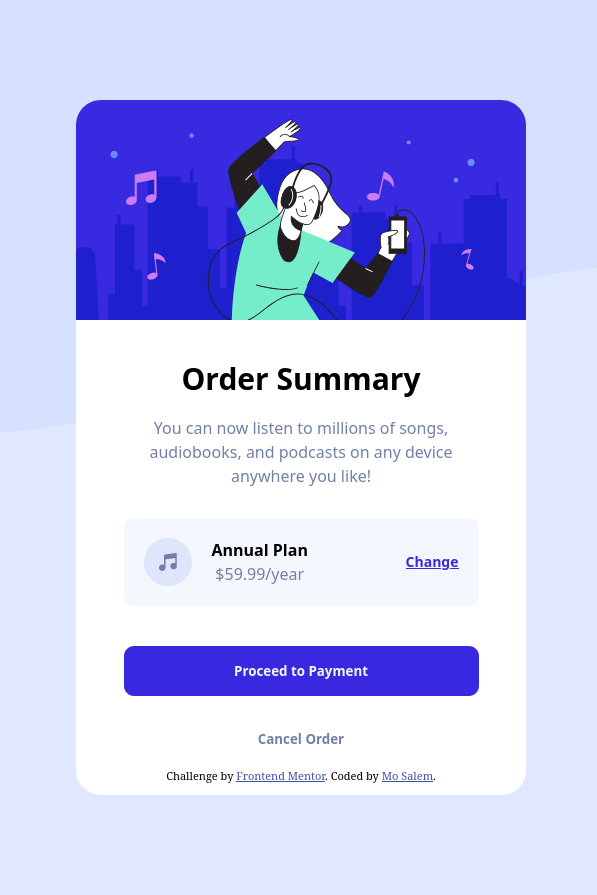 Order Summary
You can now listen to millions of songs,
audiobooks, and podcasts on any device
anywhere you like!
Annual Plan
$59.99/year
Change
Proceed to Payment
Cancel Order
Challenge by Frontend Mentor. Coded by Mo Salem.